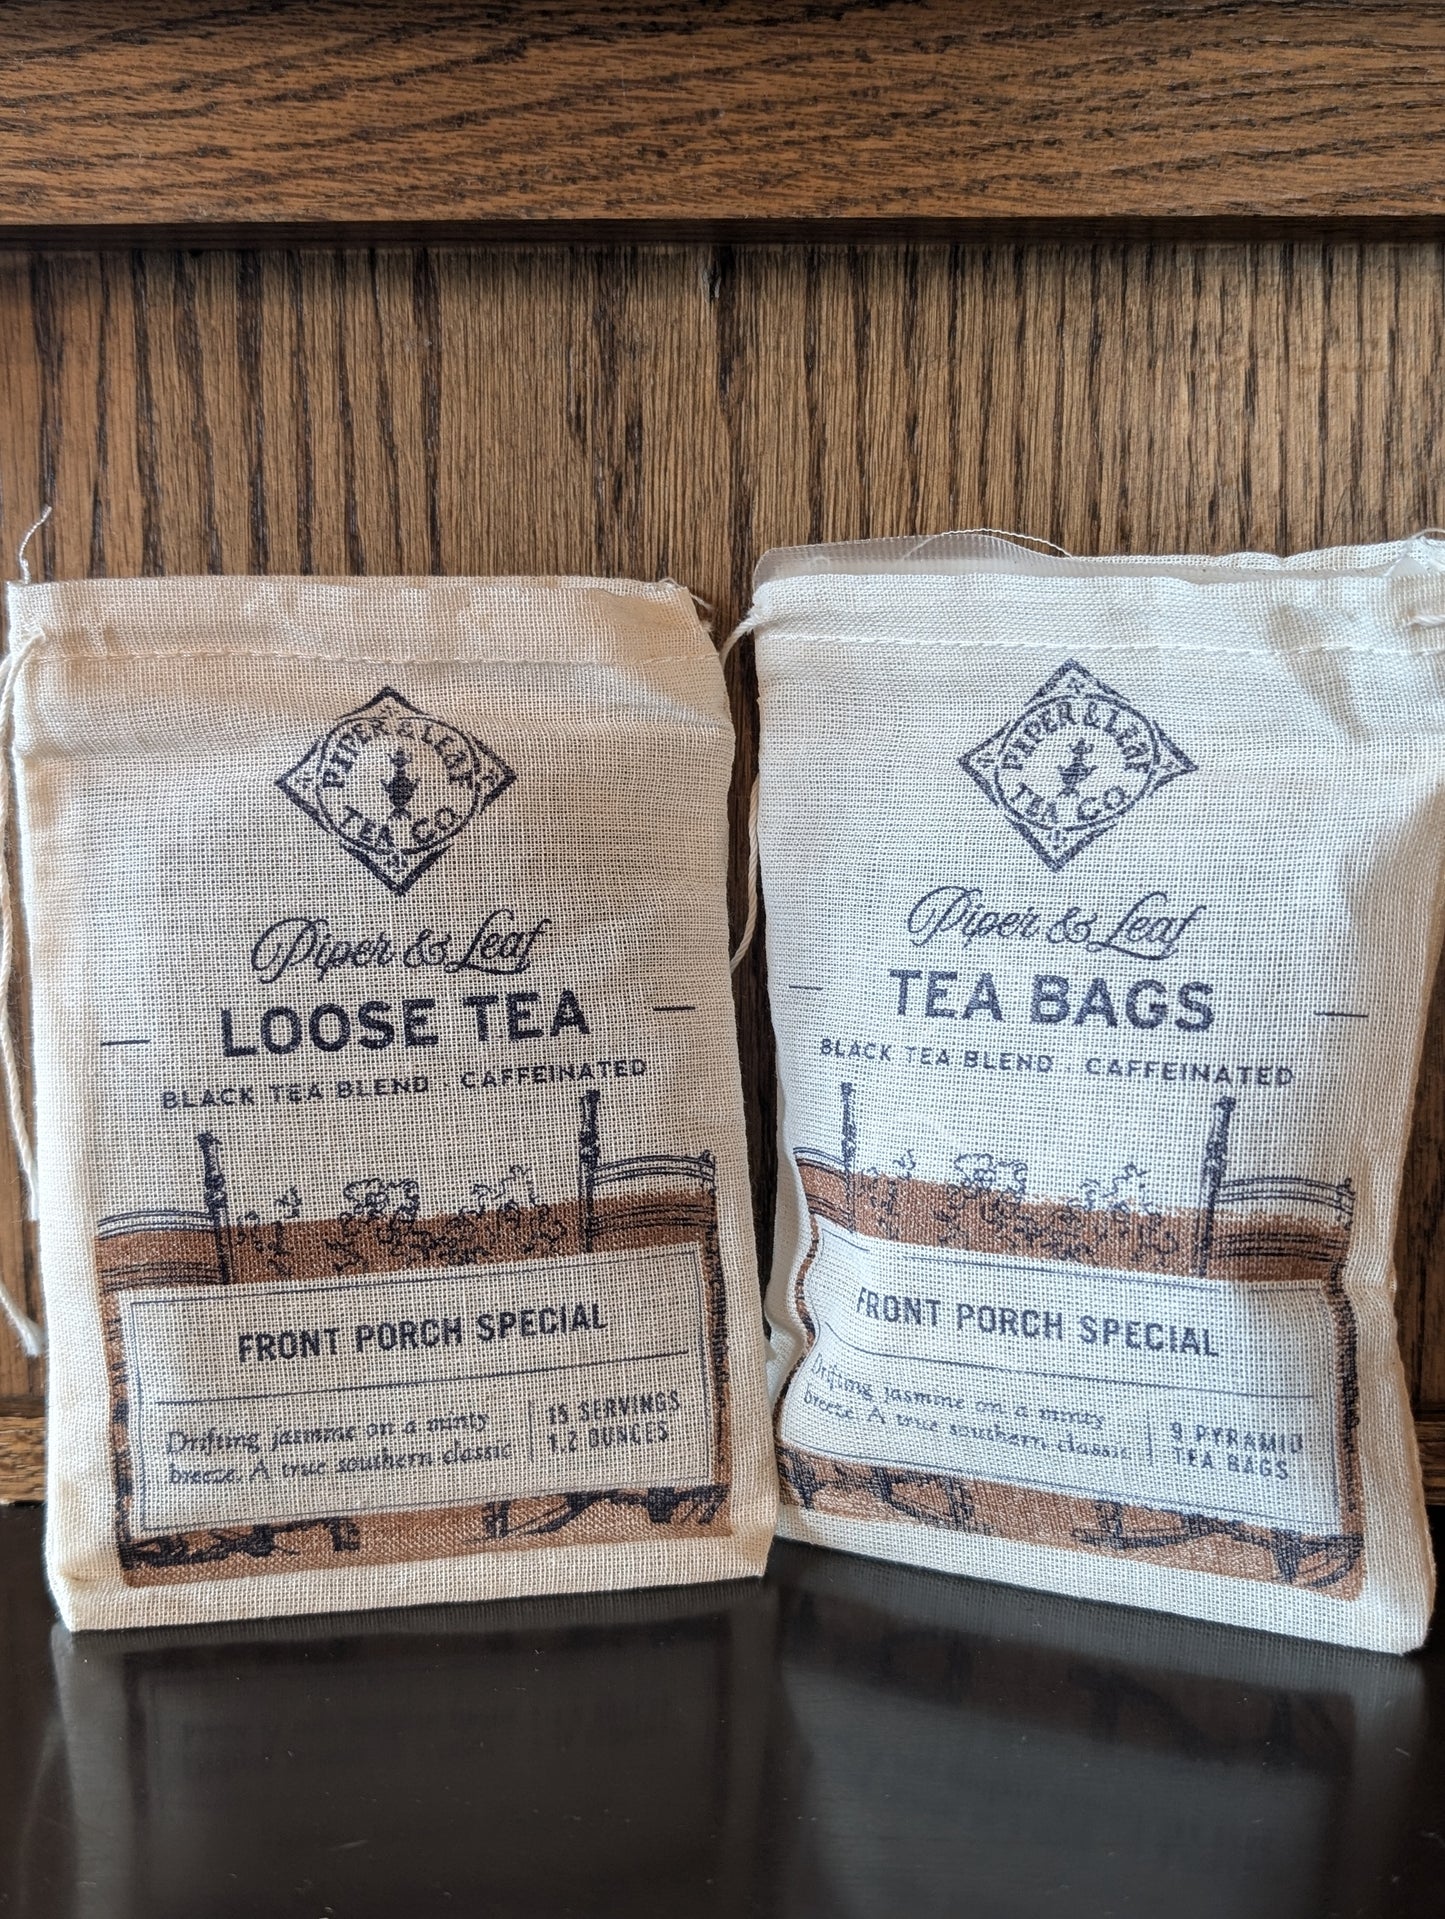 PIPER & LEAF
TEA CO.
Piper & Leaf
LOOSE TEA
BLACK TEA BLEND . CAFFEINATED
FRONT PORCH SPECIAL
Drifting jasmine on a minty
breeze. A true southern classic
15 SERVINGS
1.2 OUNCES
PIPER & LEAF
TEA CO.
Piper & Leaf
TEA BAGS
BLACK TEA BLEND . CAFFEINATED
FRONT PORCH SPECIAL
Drifting jasmine on a minty
breeze. A true southern classic
9 PYRAMID
TEA BAGS